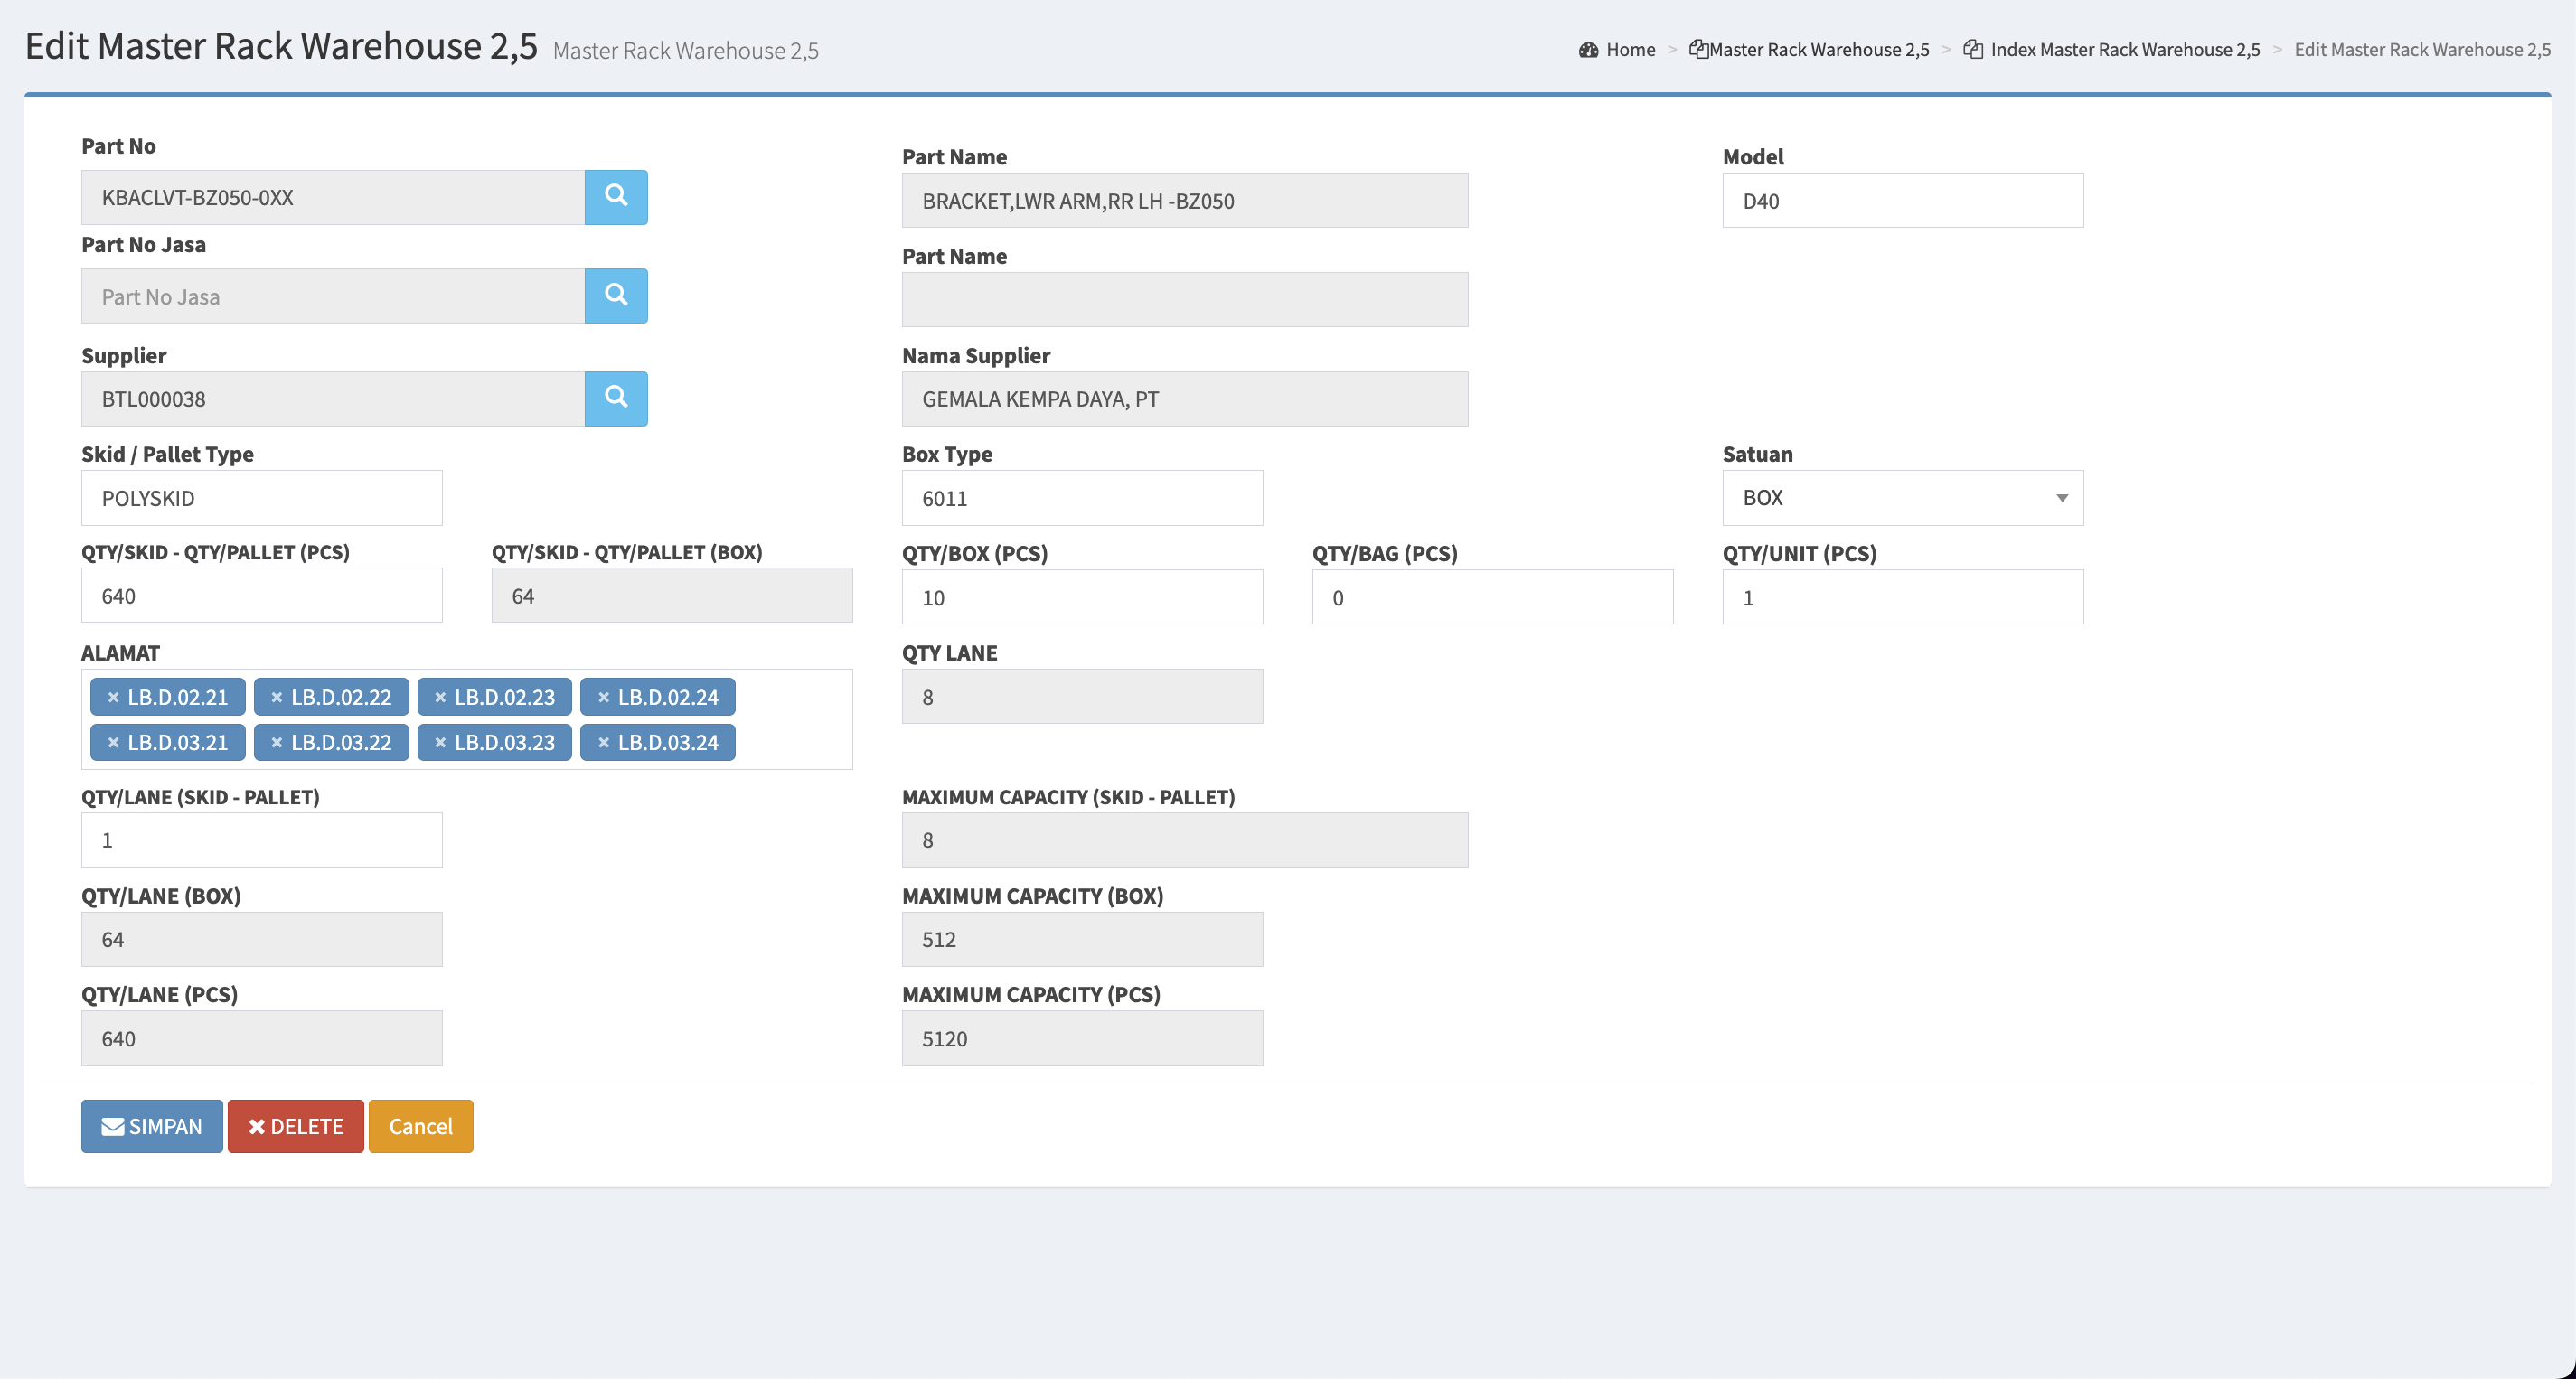 Edit Master Rack Warehouse 2,5 Master Rack Warehouse 2,5
Home > Master Rack Warehouse 2,5 > Index Master Rack Warehouse 2,5 > Edit Master Rack Warehouse 2,5
Part No
KBACLVT-BZ050-0XX
Part Name
BRACKET,LWR ARM,RR LH -BZ050
Model
D40
Part No Jasa
Part No Jasa
Part Name
Supplier
BTL000038
Nama Supplier
GEMALA KEMPA DAYA, PT
Skid / Pallet Type
POLYSKID
Box Type
6011
Satuan
BOX
QTY/SKID - QTY/PALLET (PCS)
640
QTY/SKID - QTY/PALLET (BOX)
64
QTY/BOX (PCS)
10
QTY/BAG (PCS)
0
QTY/UNIT (PCS)
1
ALAMAT
× LB.D.02.21 × LB.D.02.22 × LB.D.02.23 × LB.D.02.24
× LB.D.03.21 × LB.D.03.22 × LB.D.03.23 × LB.D.03.24
QTY LANE
8
QTY/LANE (SKID - PALLET)
1
MAXIMUM CAPACITY (SKID - PALLET)
8
QTY/LANE (BOX)
64
MAXIMUM CAPACITY (BOX)
512
QTY/LANE (PCS)
640
MAXIMUM CAPACITY (PCS)
5120
SIMPAN DELETE Cancel